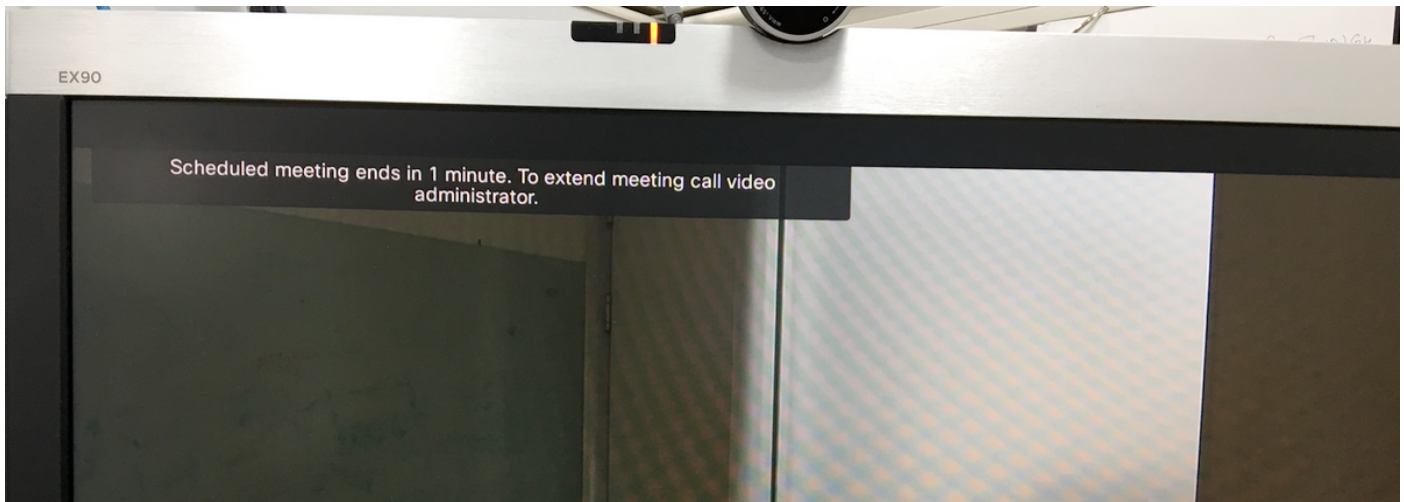 EX90
Scheduled meeting ends in 1 minute. To extend meeting call video
administrator.